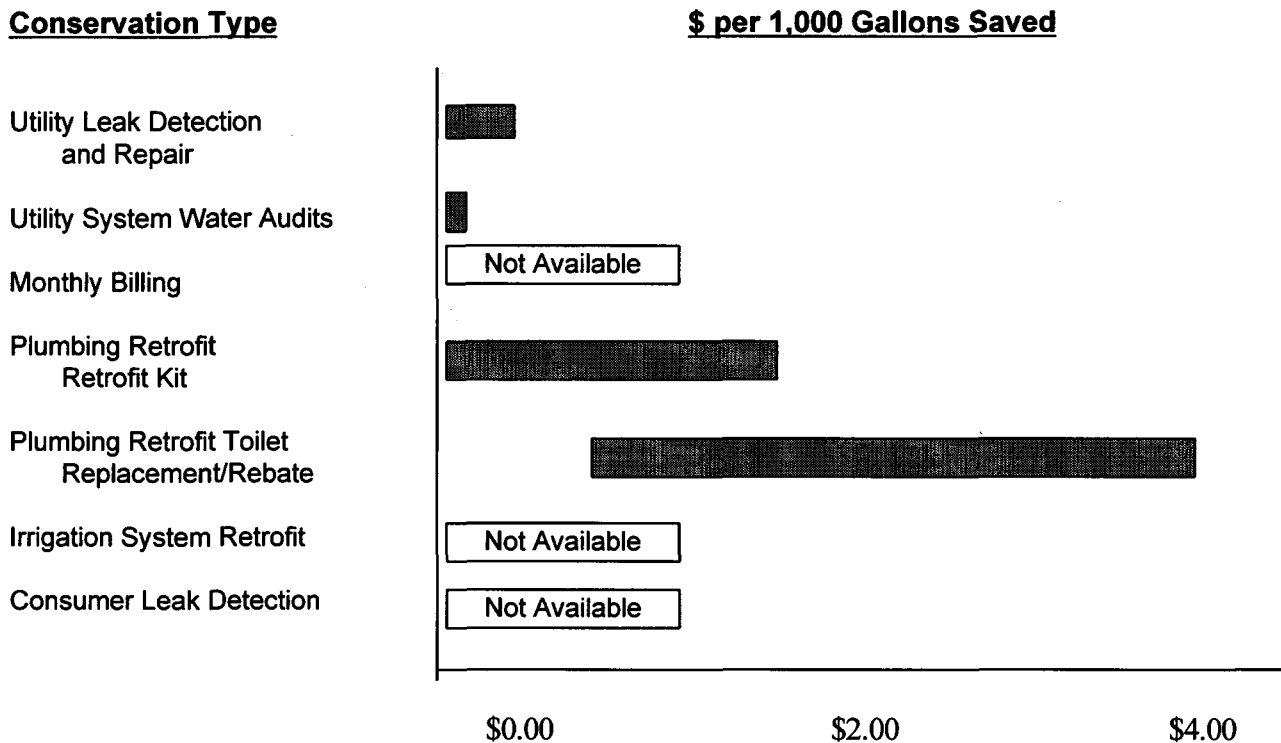 Conservation Type
$ per 1,000 Gallons Saved
Utility Leak Detection
and Repair
Utility System Water Audits
Not Available
Monthly Billing
Plumbing Retrofit
Retrofit Kit
Plumbing Retrofit Toilet
Replacement/Rebate
Irrigation System Retrofit
Not Available
Consumer Leak Detection
Not Available
$0.00
$2.00
$4.00